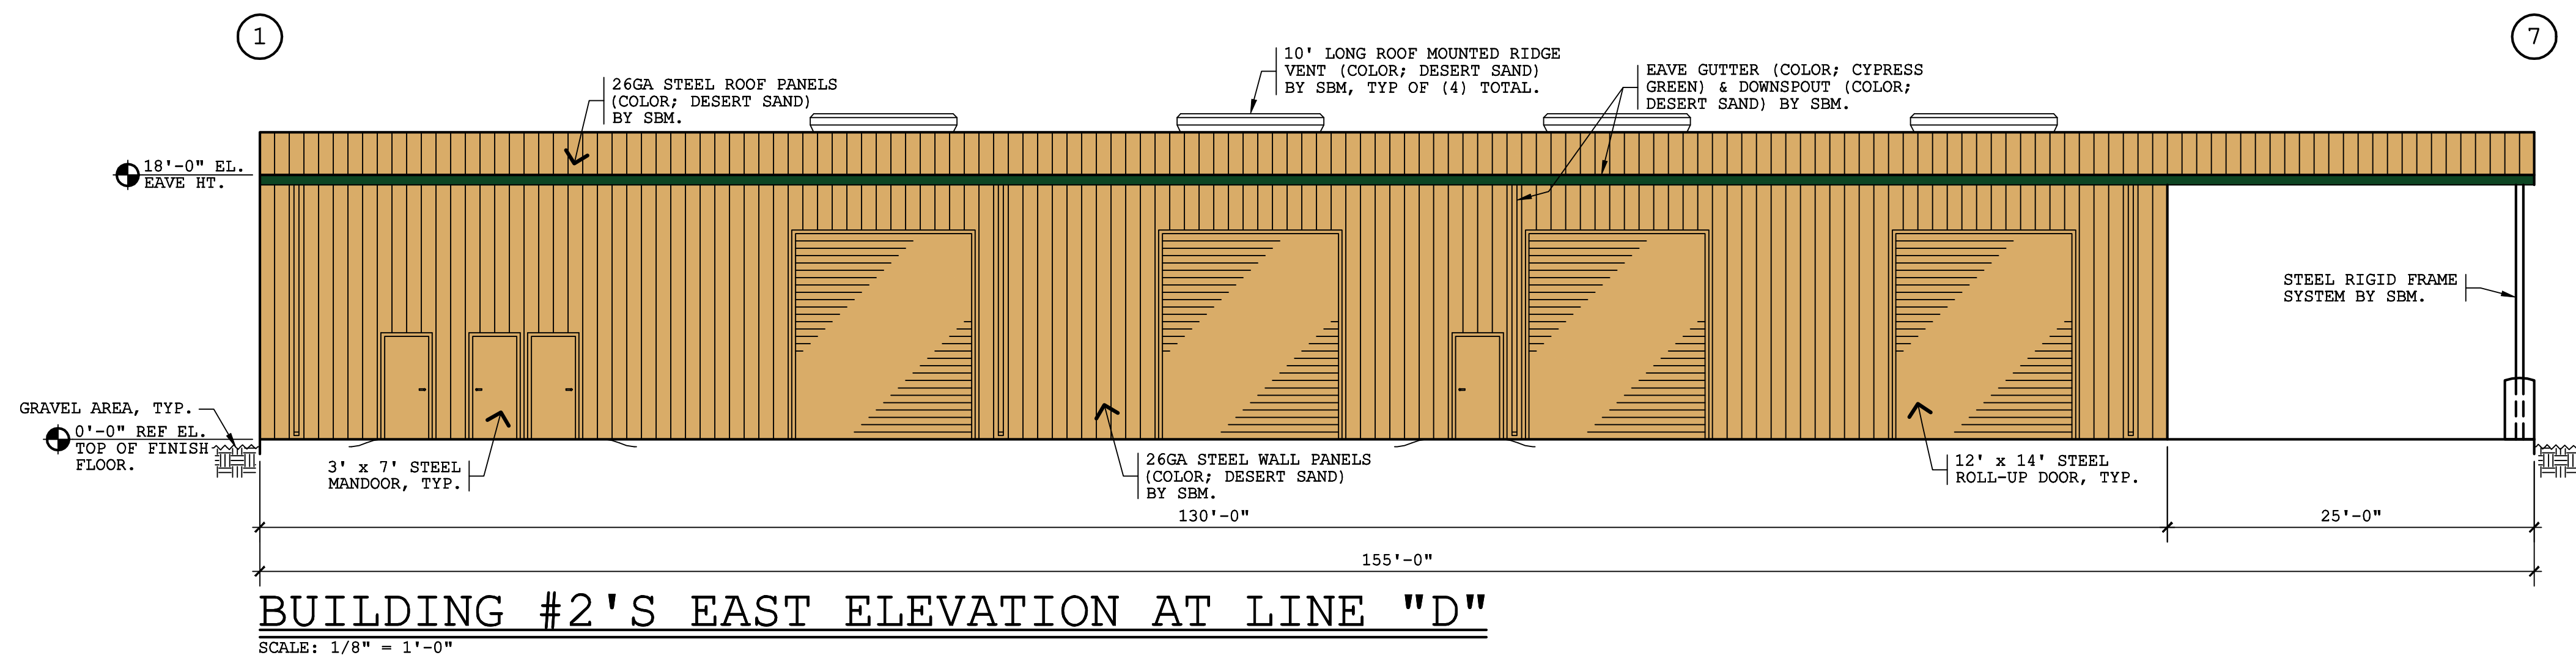 1
7
26GA STEEL ROOF PANELS
(COLOR; DESERT SAND)
BY SBM.
10' LONG ROOF MOUNTED RIDGE
VENT (COLOR; DESERT SAND)
BY SBM, TYP OF (4) TOTAL.
EAVE GUTTER (COLOR; CYPRESS
GREEN) & DOWNSPOUT (COLOR;
DESERT SAND) BY SBM.
18'-0" EL.
EAVE HT.
STEEL RIGID FRAME
SYSTEM BY SBM.
GRAVEL AREA, TYP.
0'-0" REF EL.
TOP OF FINISH
FLOOR.
3' x 7' STEEL
MANDOOR, TYP.
26GA STEEL WALL PANELS
(COLOR; DESERT SAND)
BY SBM.
12' x 14' STEEL
ROLL-UP DOOR, TYP.
130'-0"
25'-0"
155'-0"
BUILDING #2'S EAST ELEVATION AT LINE "D"
SCALE: 1/8" = 1'-0"